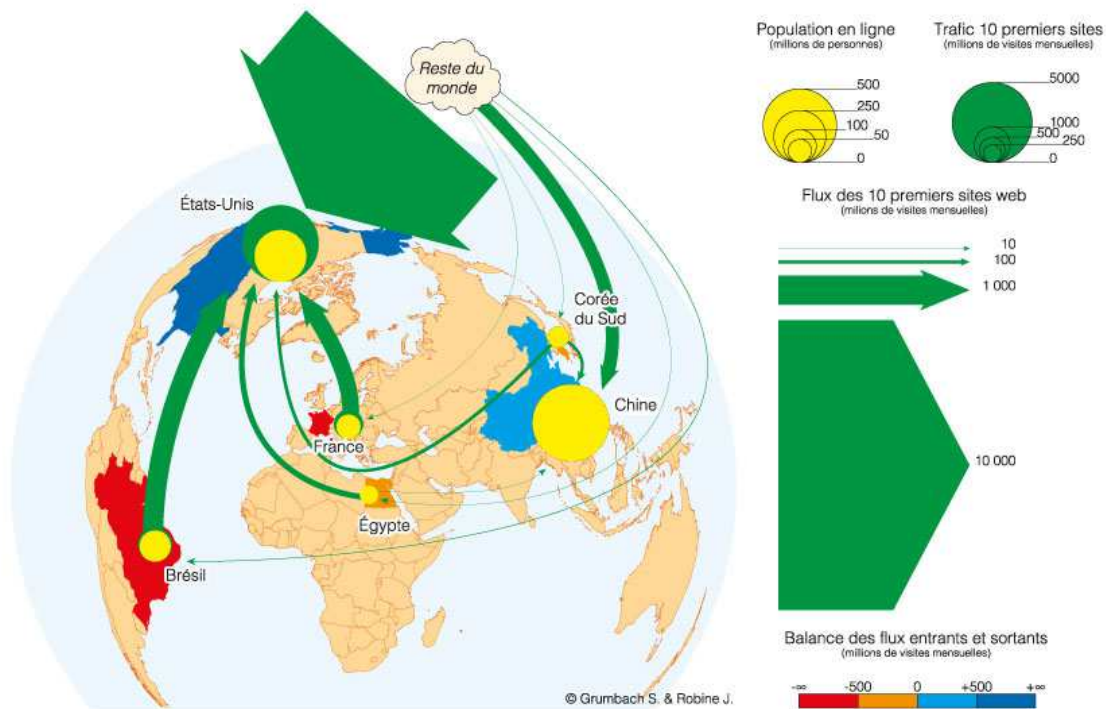 Reste du
monde
États-Unis
Corée
du Sud
Chine
France
Égypte
Brésil
© Grumbach S. & Robine J.
Population en ligne
(millions de personnes)
500
250
100
50
0
Trafic 10 premiers sites
(millions de visites mensuelles)
5000
1000
500
250
0
Flux des 10 premiers sites web
(millions de visites mensuelles)
10
100
1 000
10 000
Balance des flux entrants et sortants
(millions de visites mensuelles)
-∞ -500 0 +500 +∞